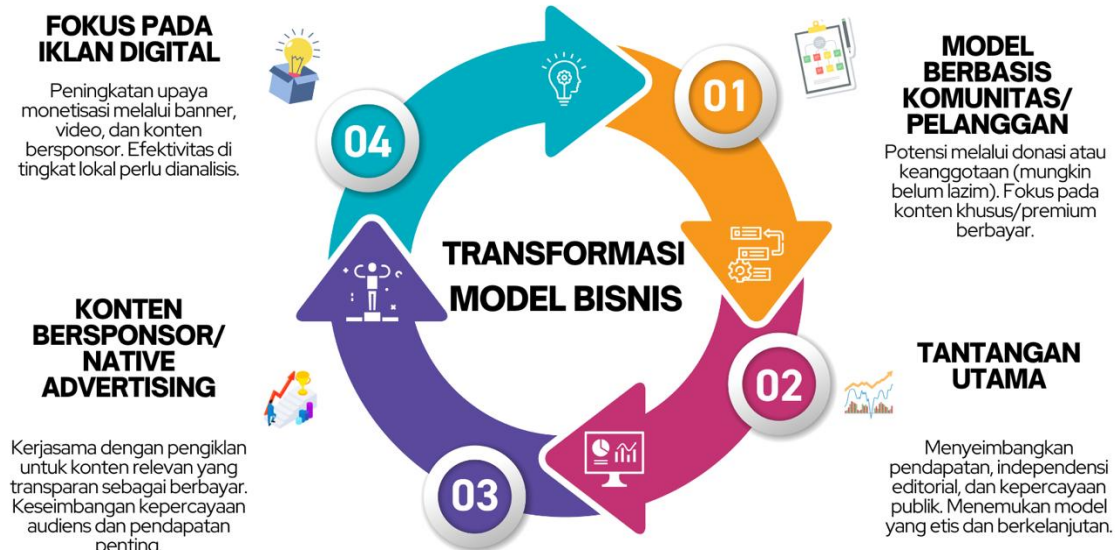 FOKUS PADA
IKLAN DIGITAL
Peningkatan upaya
monetisasi melalui banner,
video, dan konten
bersponsor. Efektivitas di
tingkat lokal perlu dianalisis.
04
01
MODEL
BERBASIS
KOMUNITAS/
PELANGGAN
Potensi melalui donasi atau
keanggotaan (mungkin
belum lazim). Fokus pada
konten khusus/premium
berbayar.
TRANSFORMASI
MODEL BISNIS
KONTEN
BERSPONSOR/
NATIVE
ADVERTISING
Kerjasama dengan pengiklan
untuk konten relevan yang
transparan sebagai berbayar.
Keseimbangan kepercayaan
audiens dan pendapatan
penting.
03
02
TANTANGAN
UTAMA
Menyeimbangkan
pendapatan, independensi
editorial, dan kepercayaan
publik. Menemukan model
yang etis dan berkelanjutan.